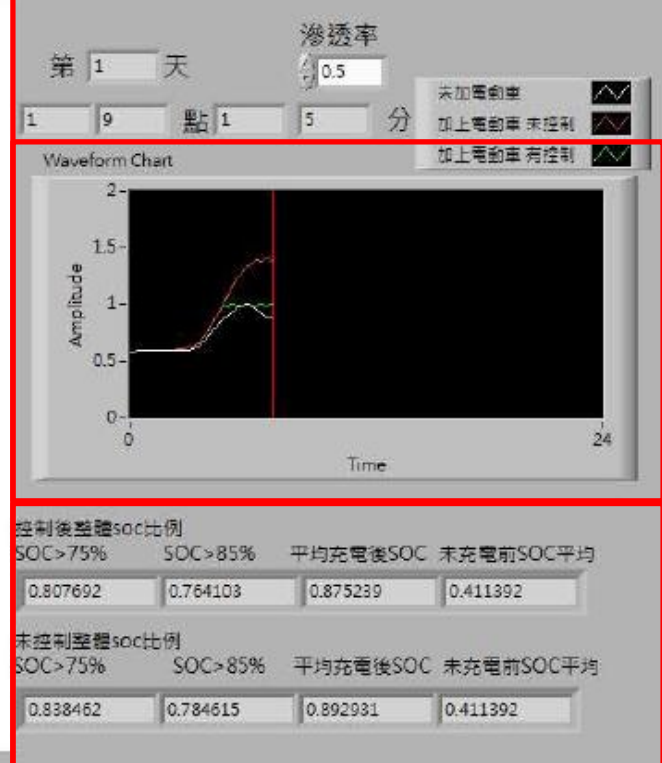 滲透率
第 1 天 0.5
未加電動車
1 9 點 1 5 分 加上電動車 未控制
加上電動車 有控制
Waveform Chart
2
1.5
1
0.5
0
Amplitude
0 24
Time
控制後整體soc比例
SOC>75% SOC>85% 平均充電後SOC 未充電前SOC平均
0.807692 0.764103 0.875239 0.411392
未控制整體soc比例
SOC>75% SOC>85% 平均充電後SOC 未充電前SOC平均
0.838462 0.784615 0.892931 0.411392